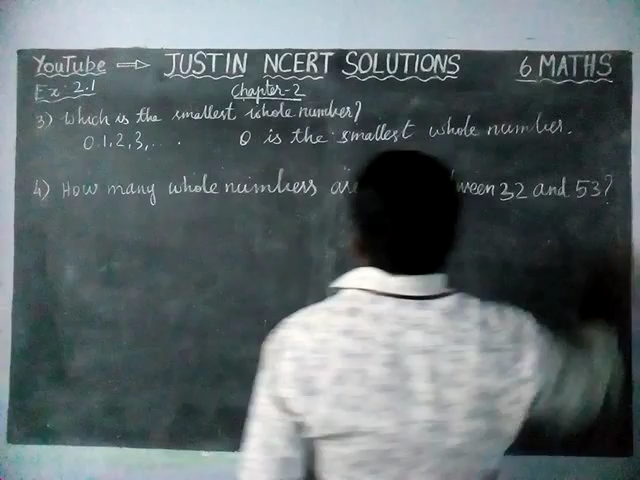 YouTube ⇒ JUSTIN NCERT SOLUTIONS 6 MATHS
Ex: 2.1 Chapter-2
3) Which is the smallest whole number?
0,1,2,3,.... 0 is the smallest whole number.
4) How many whole numbers are ween 32 and 53?